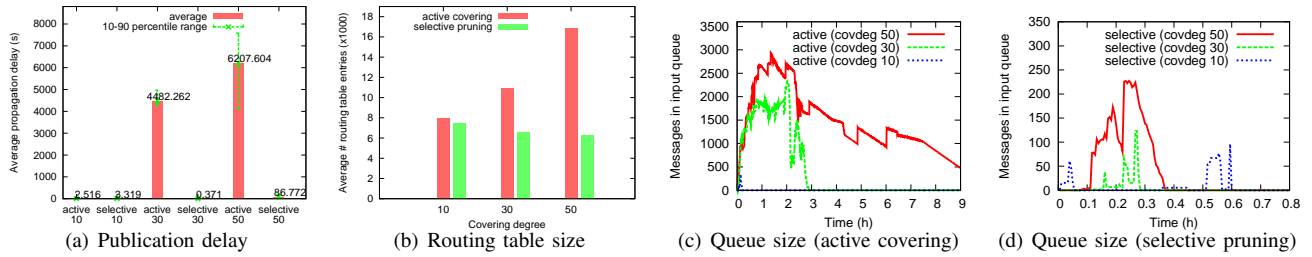 average
10-90 percentile range
Average propagation delay (s)
8000
7000
6000
5000
4000
3000
2000
1000
0
2.516
3.319
4482.262
0.371
6207.604
86.772
active
10
selective
10
active
30
selective
30
active
50
selective
50
(a) Publication delay
active covering
selective pruning
Average # routing table entries (x1000)
18
16
14
12
10
8
6
4
2
0
10
30
50
Covering degree
(b) Routing table size
active (covdeg 50)
active (covdeg 30)
active (covdeg 10)
Messages in input queue
3500
3000
2500
2000
1500
1000
500
0
0 1 2 3 4 5 6 7 8 9
Time (h)
(c) Queue size (active covering)
selective (covdeg 50)
selective (covdeg 30)
selective (covdeg 10)
Messages in input queue
350
300
250
200
150
100
50
0
0 0.1 0.2 0.3 0.4 0.5 0.6 0.7 0.8
Time (h)
(d) Queue size (selective pruning)